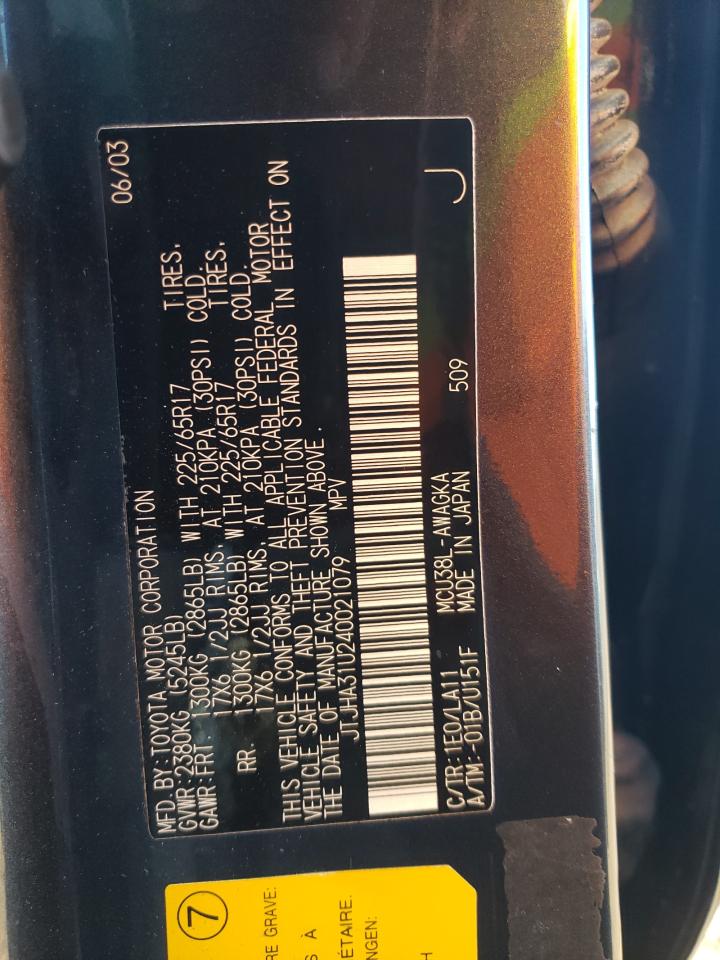 MFD.BY:TOYOTA MOTOR CORPORATION 06/03
GVWR:2380KG (5245LB)
GAWR:FRT. 1300KG (2865LB) WITH 225/65R17 TIRES.
17X6 1/2JJ RIMS, AT 210KPA (30PSI) COLD.
RR. 1300KG (2865LB) WITH 225/65R17 TIRES.
17X6 1/2JJ RIMS, AT 210KPA (30PSI) COLD.
THIS VEHICLE CONFORMS TO ALL APPLICABLE FEDERAL MOTOR
VEHICLE SAFETY AND THEFT PREVENTION STANDARDS IN EFFECT ON
THE DATE OF MANUFACTURE SHOWN ABOVE.
JTJHA31U240021079 MPV
C/TR:1E0/LA11 MCU38L-AWAGKA 509
A/TM:-01B/U151F MADE IN JAPAN
J
7
RE GRAVE:
S À
ÉTAIRE.
NGEN:
H